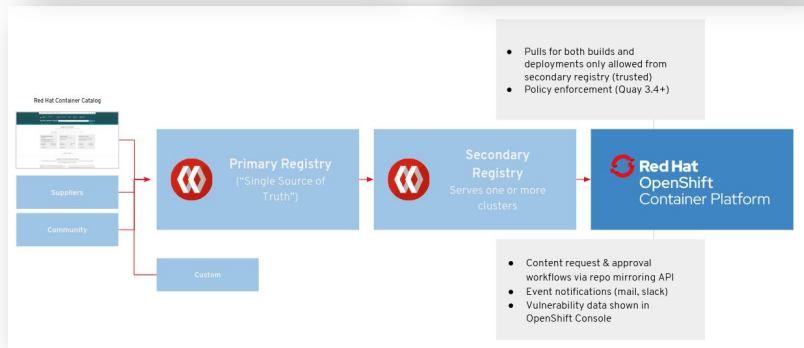 ● Pulls for both builds and
deployments only allowed from
secondary registry (trusted)
● Policy enforcement (Quay 3.4+)
Red Hat Container Catalog
Suppliers
Community
Custom
Primary Registry
("Single Source of
Truth")
Secondary
Registry
Serves one or more
clusters
Red Hat
OpenShift
Container Platform
● Content request & approval
workflows via repo mirroring API
● Event notifications (mail, slack)
● Vulnerability data shown in
OpenShift Console